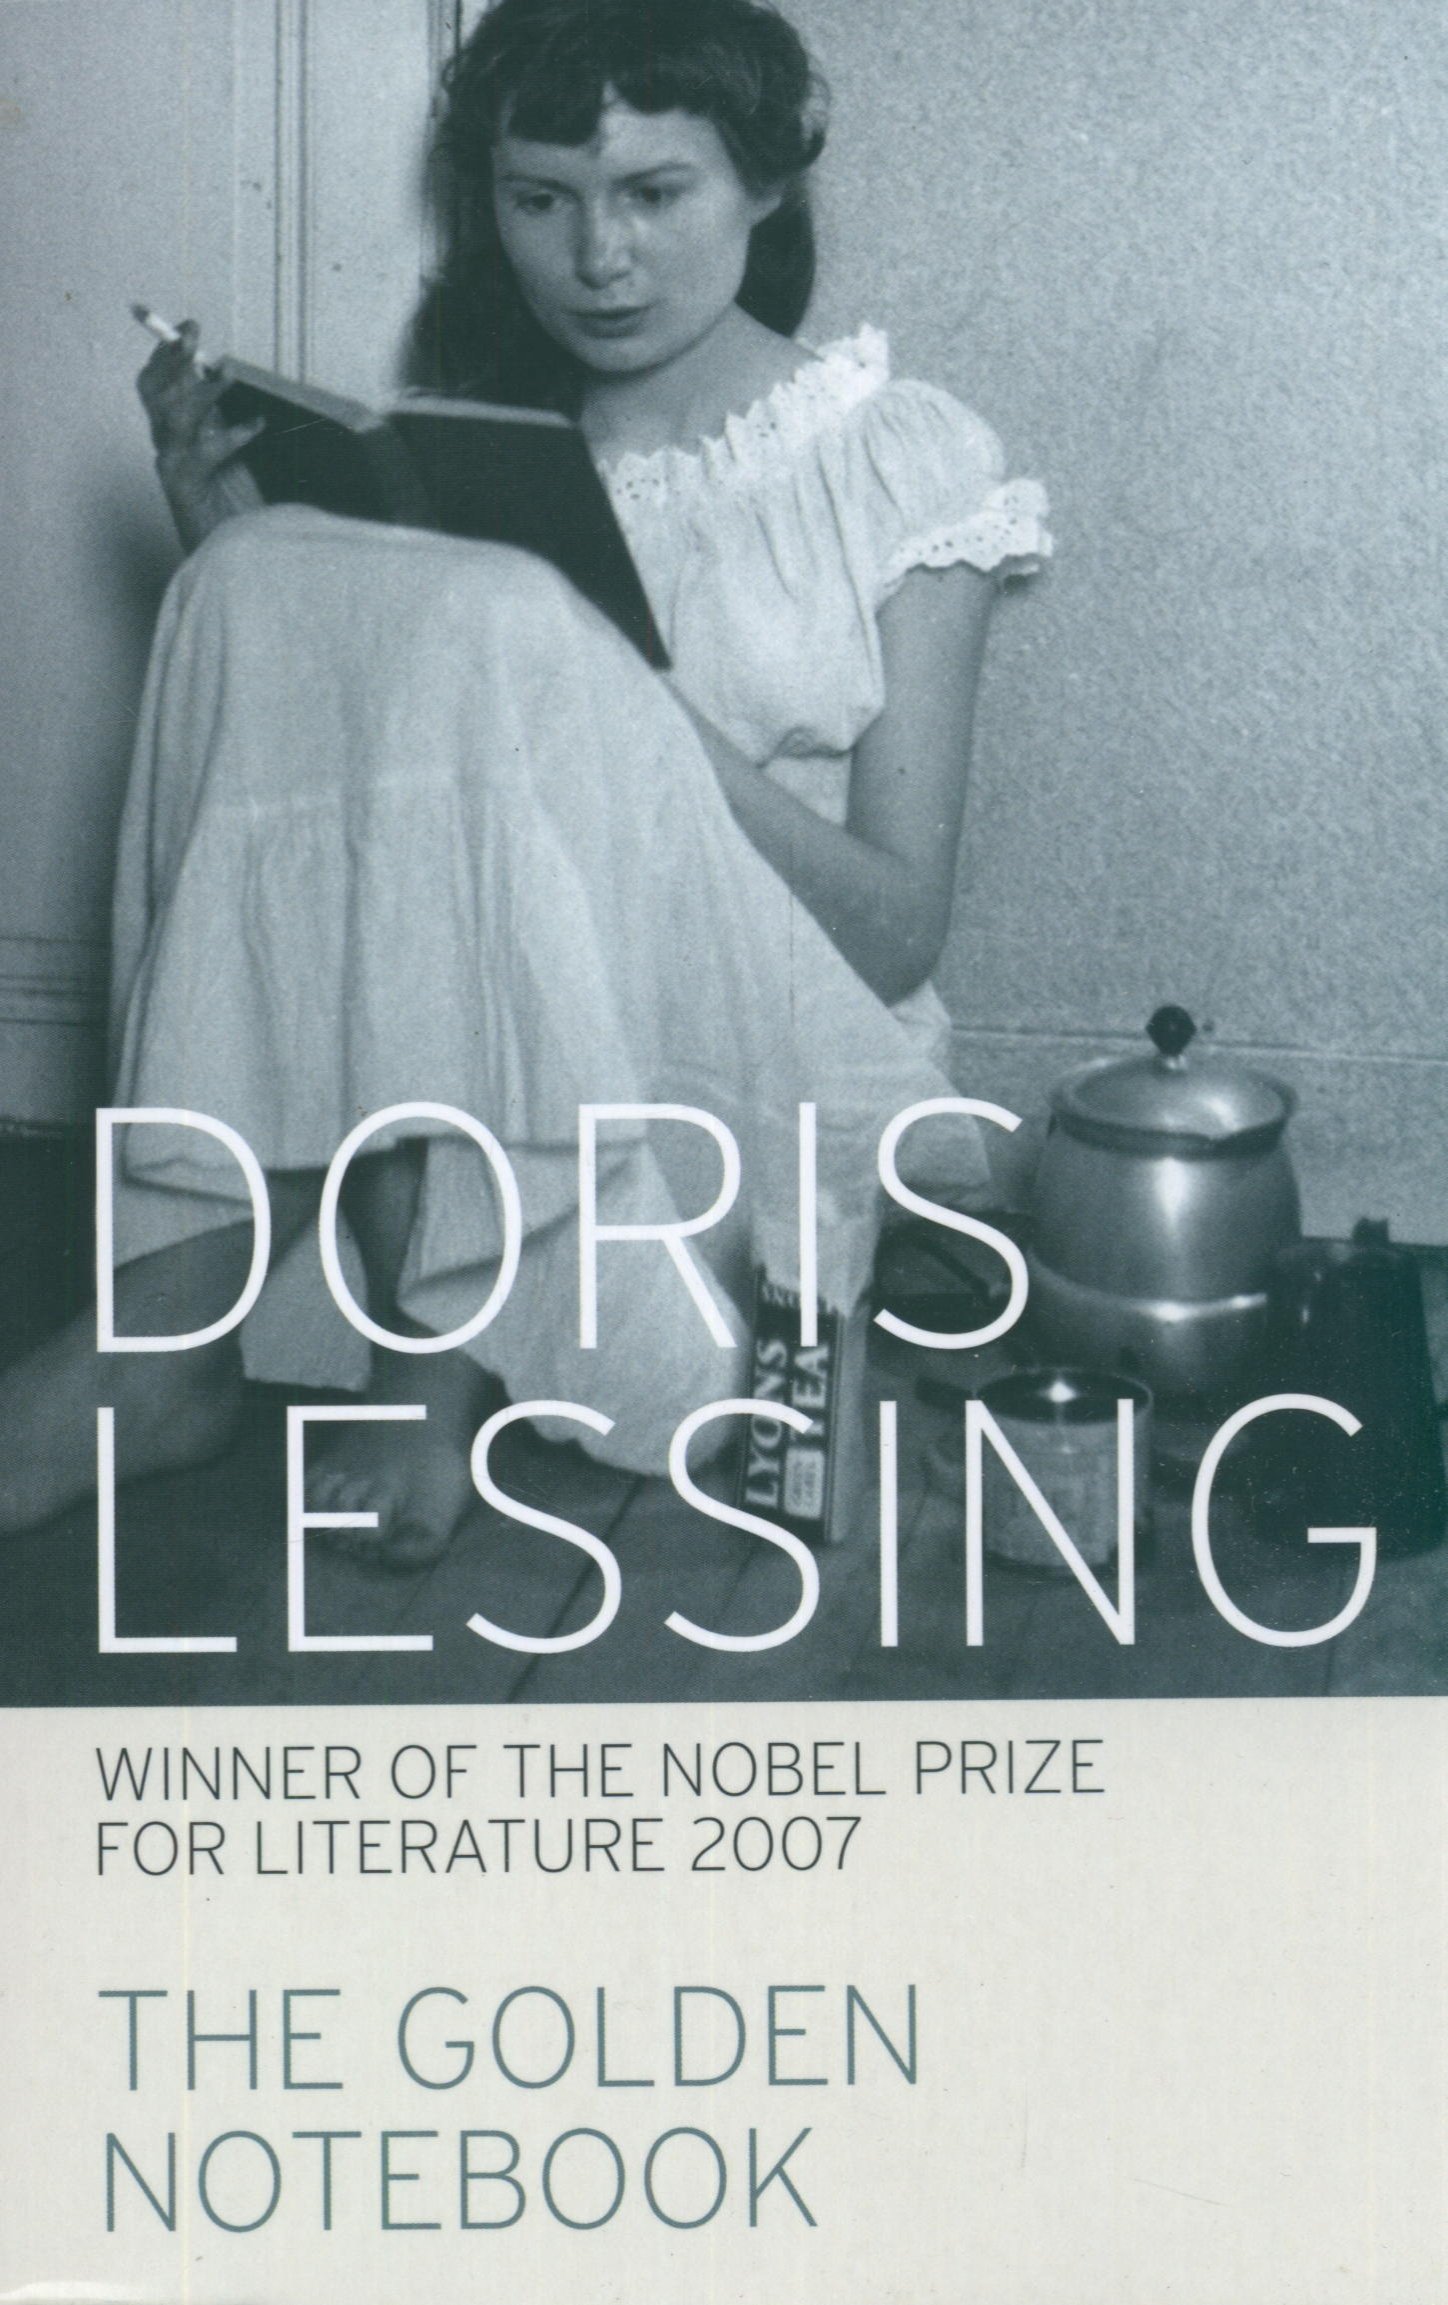 DORIS
LESSING
LYONS
TEA
WINNER OF THE NOBEL PRIZE
FOR LITERATURE 2007
THE GOLDEN
NOTEBOOK